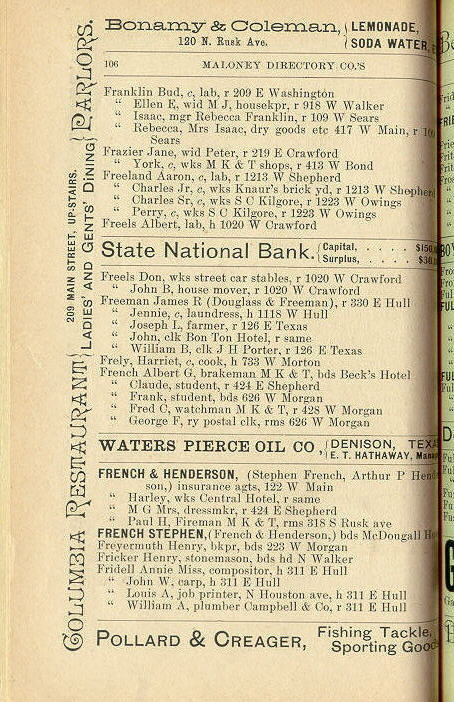 Bonamy & Coleman, LEMONADE,
120 N. Rusk Ave. SODA WATER,
106 MALONEY DIRECTORY CO.'S
Franklin Bud, c, lab, r 209 E Washington
“ Ellen E, wid M J, housekpr, r 918 W Walker
“ Isaac, mgr Rebecca Franklin, r 109 W Sears
“ Rebecca, Mrs Isaac, dry goods etc 417 W Main, r
Sears
Frazier Jane, wid Peter, r 219 E Crawford
“ York, c, wks M K & T shops, r 413 W Bond
Freeland Aaron, c, lab, r 1213 W Shepherd
“ Charles Jr, c, wks Knaur's brick yd, r 1213 W Shepherd
“ Charles Sr, c, wks S C Kilgore, r 1223 W Owings
“ Perry, c, wks S C Kilgore, r 1223 W Owings
Freels Albert, lab, h 1020 W Crawford
State National Bank. Capital, . . . .
Surplus, . . . .
Freels Don, wks street car stables, r 1020 W Crawford
“ John B, house mover, r 1020 W Crawford
Freeman James R (Douglass & Freeman), r 330 E Hull
“ Jennie, c, laundress, h 1118 W Hull
“ Joseph L, farmer, r 126 E Texas
“ John, clk Bon Ton Hotel, r same
“ William B, clk J H Porter, r 126 E Texas
Frely, Harriet, c, cook, h 733 W Morton
French Albert G, brakeman M K & T, bds Beck's Hotel
“ Claude, student, r 424 E Shepherd
“ Frank, student, bds 626 W Morgan
“ Fred C, watchman M K & T, r 428 W Morgan
“ George F, ry postal clk, rms 626 W Morgan
WATERS PIERCE OIL CO, DENISON,
E. T. HATHAWAY,
FRENCH & HENDERSON, (Stephen French, Arthur P
son,) insurance agts, 122 W Main
“ Harley, wks Central Hotel, r same
“ M G Mrs, dressmkr, r 424 E Shepherd
“ Paul H, Fireman M K & T, rms 318 S Rusk ave
FRENCH STEPHEN, (French & Henderson,) bds McDougall
Freyermuth Henry, bkpr, bds 223 W Morgan
Fricker Henry, stonemason, bds hd N Walker
Fridell Annie Miss, compositor, h 311 E Hull
“ John W, carp, h 311 E Hull
“ Louis A, job printer, N Houston ave, h 311 E Hull
“ William A, plumber Campbell & Co, r 311 E Hull
POLLARD & CREAGER, Fishing Tackle,
Sporting
COLUMBIA RESTAURANT
209 MAIN STREET, UP-STAIRS.
LADIES' AND GENTS' DINING
PARLORS.